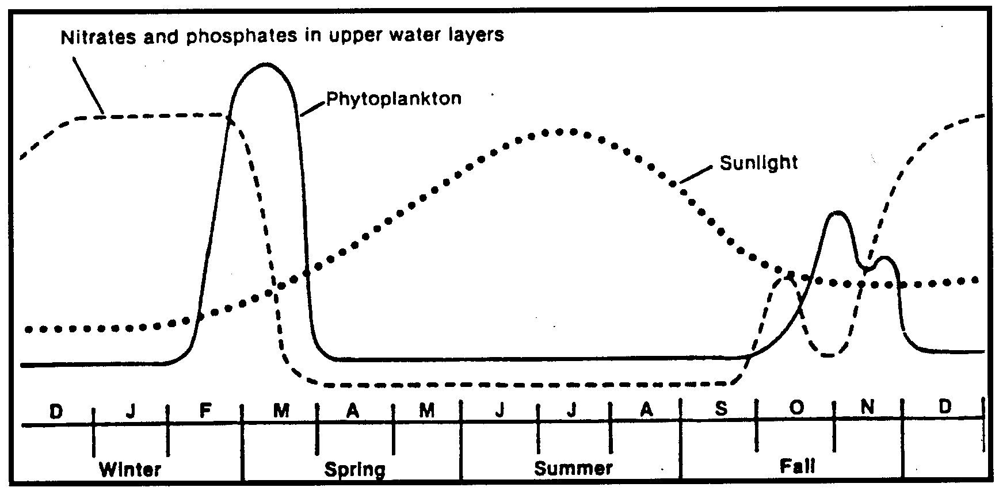 Nitrates and phosphates in upper water layers
Phytoplankton
Sunlight
D J F M A M J J A S O N D
Winter Spring Summer Fall